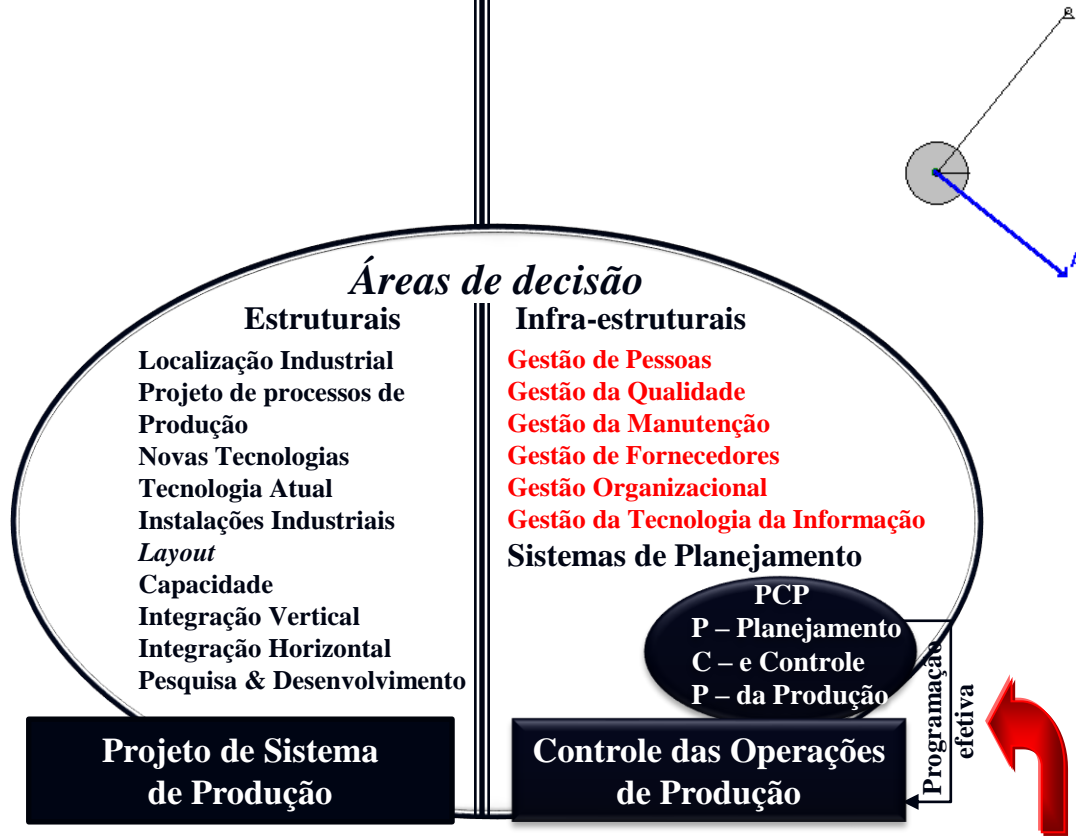 Áreas de decisão
Estruturais
Localização Industrial
Projeto de processos de
Produção
Novas Tecnologias
Tecnologia Atual
Instalações Industriais
Layout
Capacidade
Integração Vertical
Integração Horizontal
Pesquisa & Desenvolvimento
Projeto de Sistema
de Produção
Infra-estruturais
Gestão de Pessoas
Gestão da Qualidade
Gestão da Manutenção
Gestão de Fornecedores
Gestão Organizacional
Gestão da Tecnologia da Informação
Sistemas de Planejamento
PCP
P – Planejamento
C – e Controle
P – da Produção
Programação
efetiva
Controle das Operações
de Produção